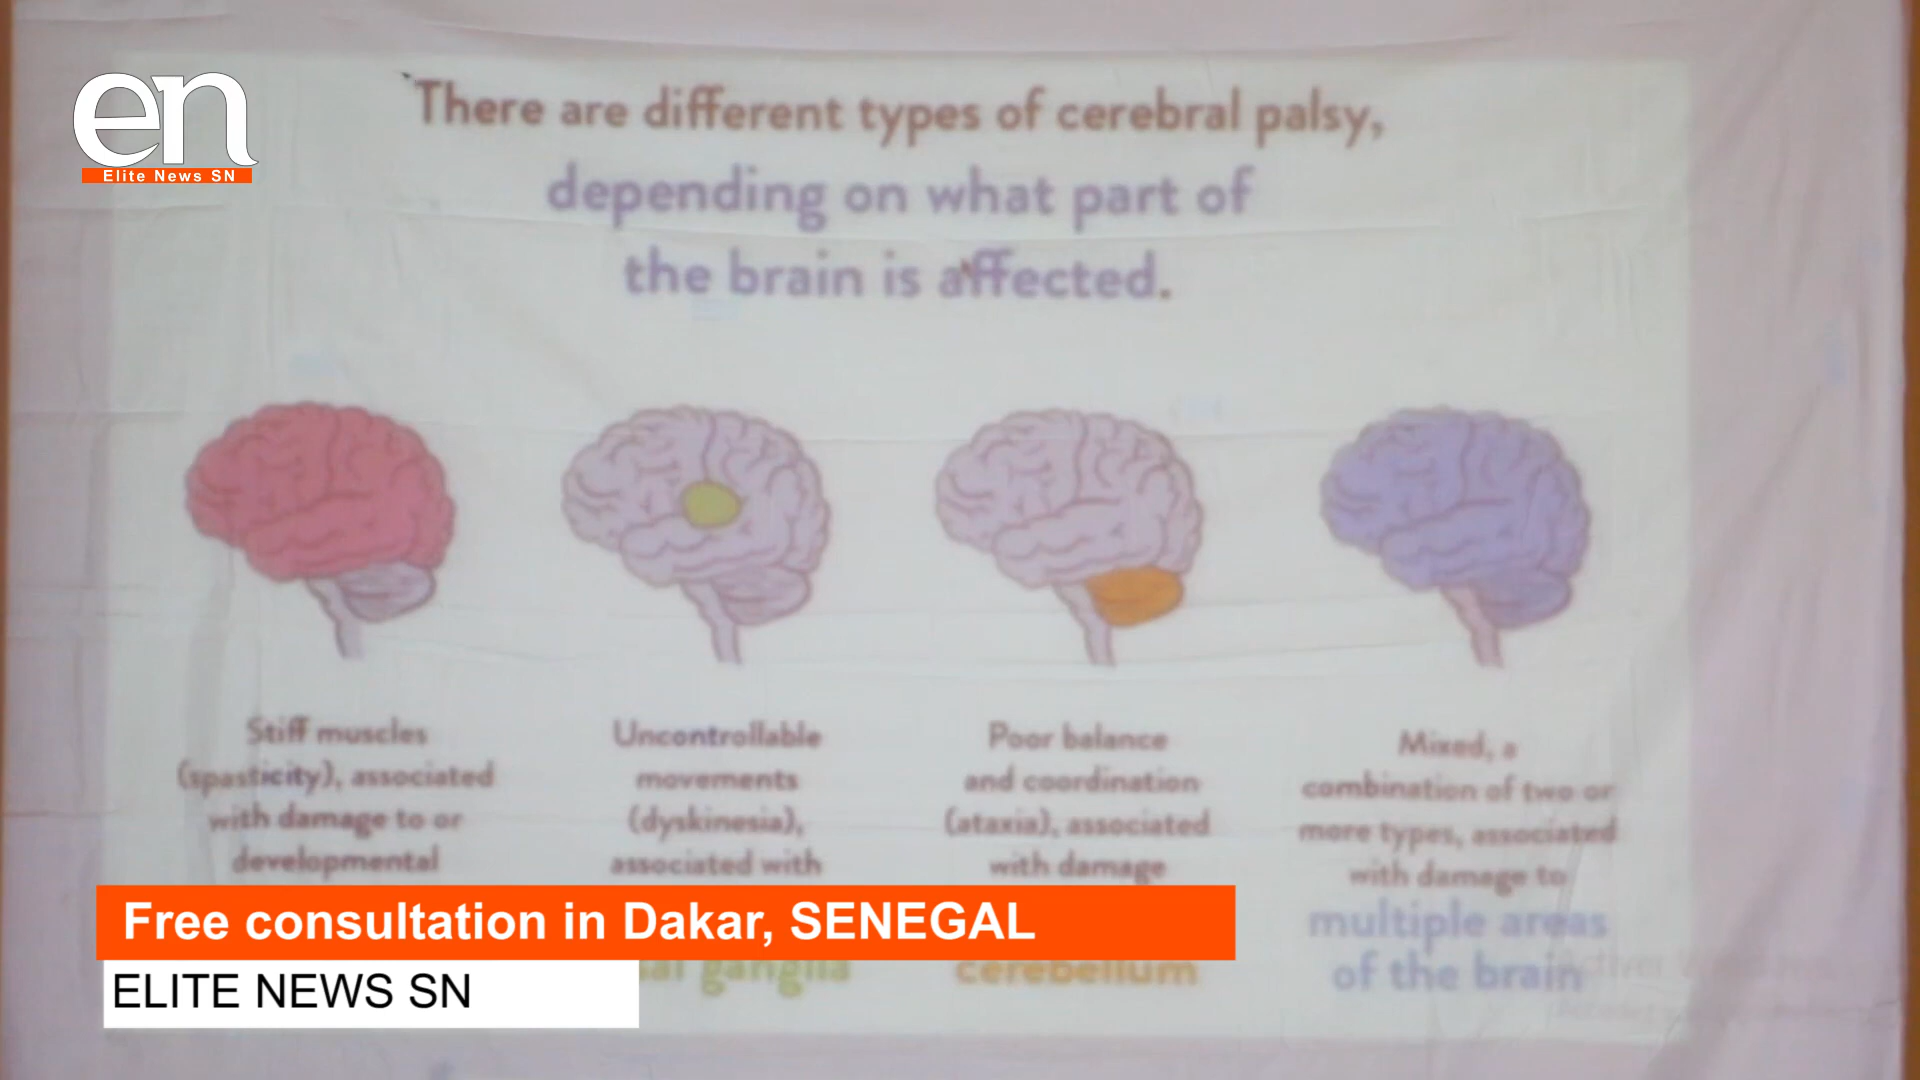 en
Elite News SN
There are different types of cerebral palsy,
depending on what part of
the brain is affected.
Stiff muscles
(spasticity), associated
with damage to or
developmental
Uncontrollable
movements
(dyskinesia),
associated with
ganglia
Poor balance
and coordination
(ataxia), associated
with damage
cerebellum
Mixed, a
combination of two or
more types, associated
with damage to
multiple areas
of the brain
Free consultation in Dakar, SENEGAL
ELITE NEWS SN